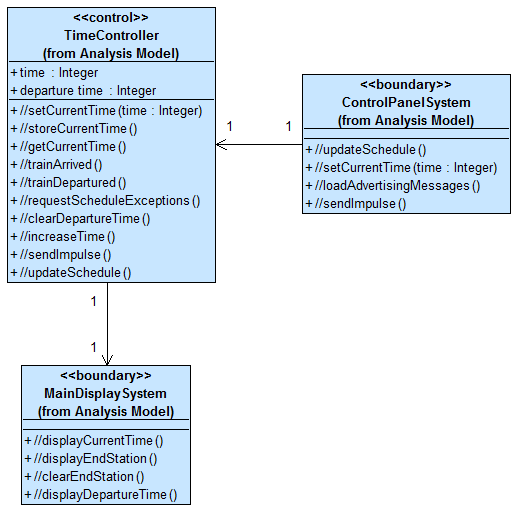 <<control>>
TimeController
(from Analysis Model)
+ time : Integer
+ departure time : Integer
+ //setCurrentTime(time : Integer)
+ //storeCurrentTime()
+ //getCurrentTime()
+ //trainArrived()
+ //trainDepartured()
+ //requestScheduleExceptions()
+ //clearDepartureTime()
+ //increaseTime()
+ //sendImpulse()
+ //updateSchedule()
1
1
<<boundary>>
ControlPanelSystem
(from Analysis Model)
+ //updateSchedule()
+ //setCurrentTime(time : Integer)
+ //loadAdvertisingMessages()
+ //sendImpulse()
1
1
<<boundary>>
MainDisplaySystem
(from Analysis Model)
+ //displayCurrentTime()
+ //displayEndStation()
+ //clearEndStation()
+ //displayDepartureTime()